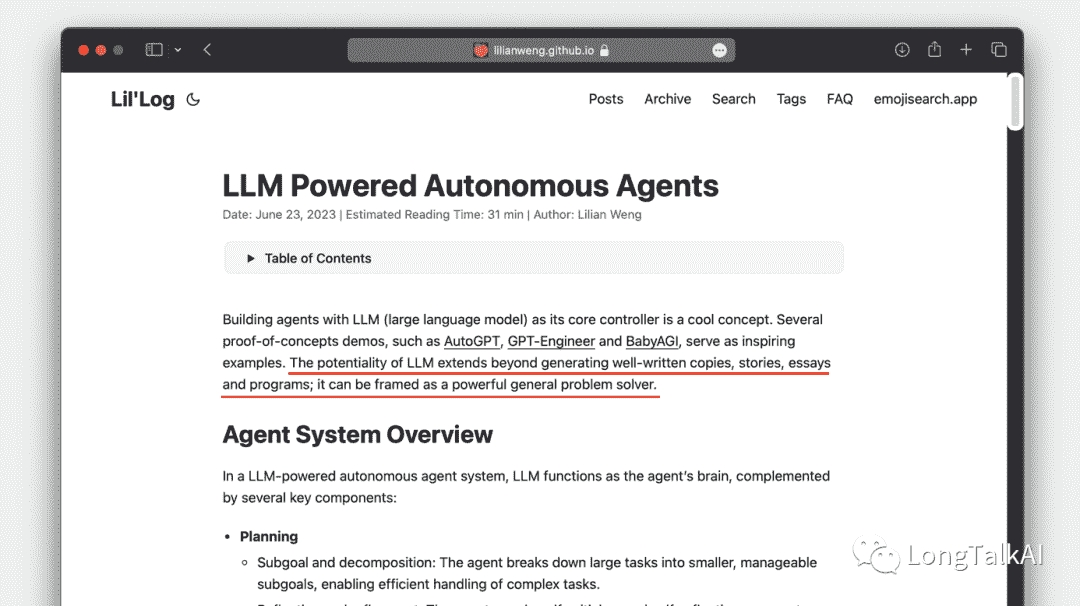 lilianweng.github.io
Lil'Log
Posts Archive Search Tags FAQ emojisearch.app
LLM Powered Autonomous Agents
Date: June 23, 2023 | Estimated Reading Time: 31 min | Author: Lilian Weng
Table of Contents
Building agents with LLM (large language model) as its core controller is a cool concept. Several
proof-of-concepts demos, such as AutoGPT, GPT-Engineer and BabyAGI, serve as inspiring
examples. The potentiality of LLM extends beyond generating well-written copies, stories, essays
and programs; it can be framed as a powerful general problem solver.
Agent System Overview
In a LLM-powered autonomous agent system, LLM functions as the agent's brain, complemented
by several key components:
Planning
Subgoal and decomposition: The agent breaks down large tasks into smaller, manageable
subgoals, enabling efficient handling of complex tasks.
LongTalkAI